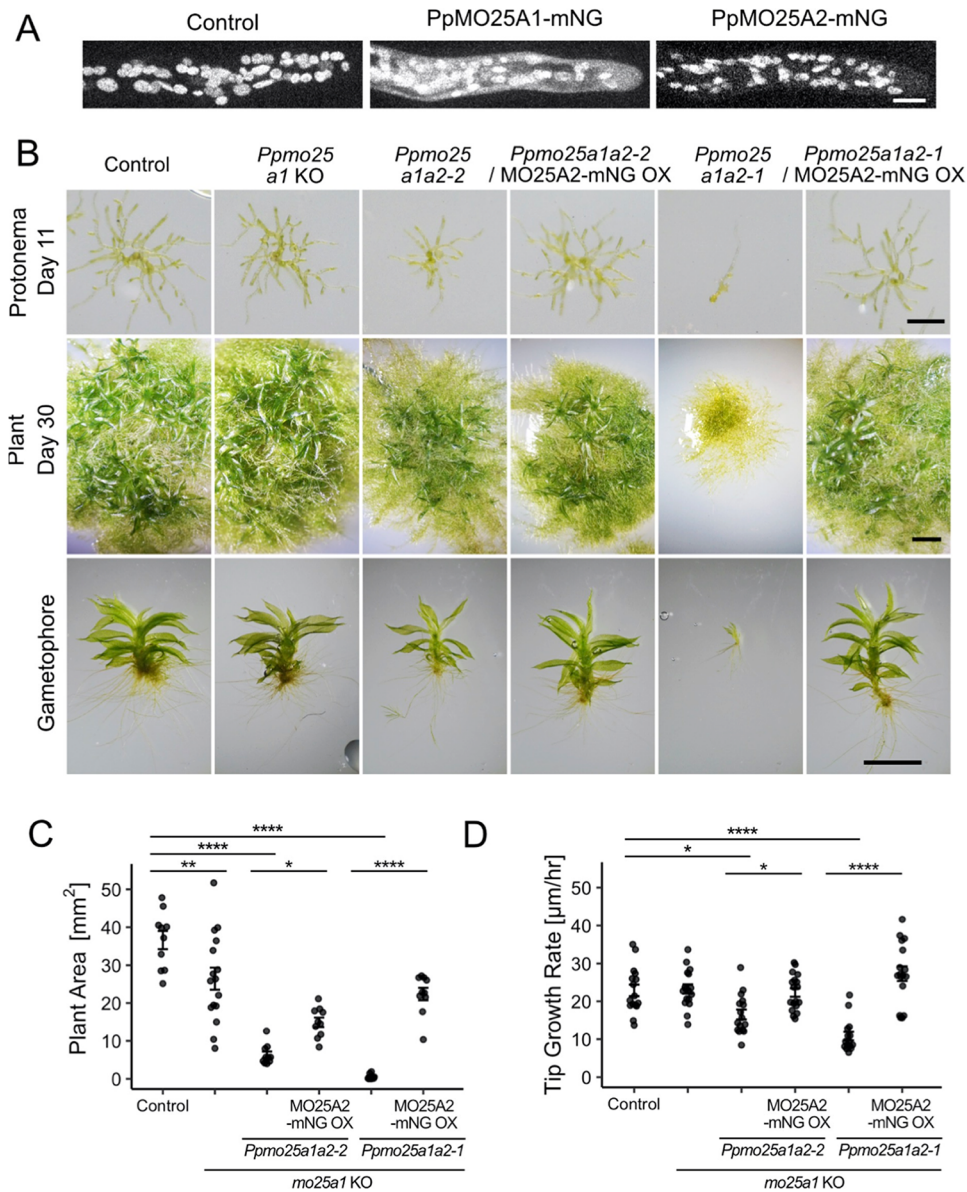 A
Control
PpMO25A1-mNG
PpMO25A2-mNG
B
Control
Ppmo25
a1 KO
Ppmo25
a1a2-2
Ppmo25a1a2-2
/ MO25A2-mNG OX
Ppmo25
a1a2-1
Ppmo25a1a2-1
/ MO25A2-mNG OX
Protonema
Day 11
Plant
Day 30
Gametophore
C
****
****
**
*
****
Plant Area [mm²]
50
40
30
20
10
0
Control
MO25A2
-mNG OX
MO25A2
-mNG OX
Ppmo25a1a2-2
Ppmo25a1a2-1
mo25a1 KO
D
****
*
*
****
Tip Growth Rate [µm/hr]
50
40
30
20
10
0
Control
MO25A2
-mNG OX
MO25A2
-mNG OX
Ppmo25a1a2-2
Ppmo25a1a2-1
mo25a1 KO